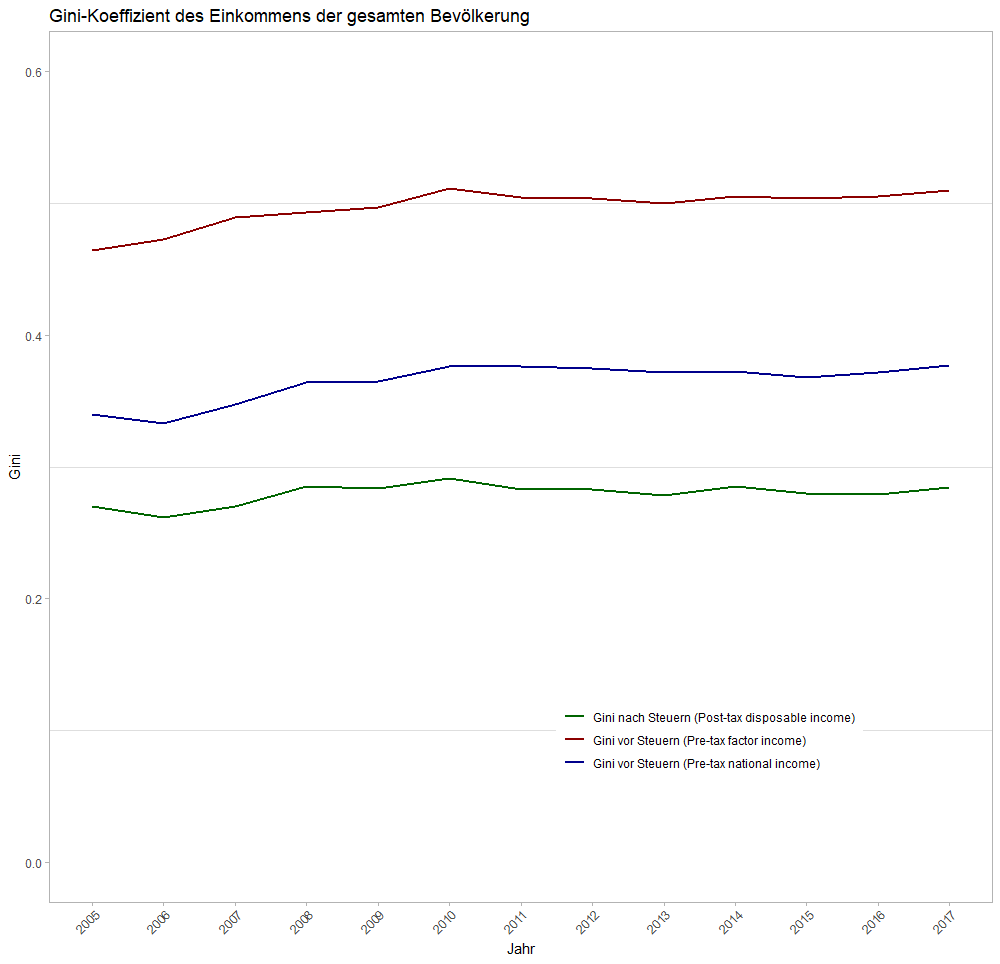 Gini-Koeffizient des Einkommens der gesamten Bevölkerung
0.6
0.4
0.2
0.0
Gini
Gini nach Steuern (Post-tax disposable income)
Gini vor Steuern (Pre-tax factor income)
Gini vor Steuern (Pre-tax national income)
2005 2006 2007 2008 2009 2010 2011 2012 2013 2014 2015 2016 2017
Jahr